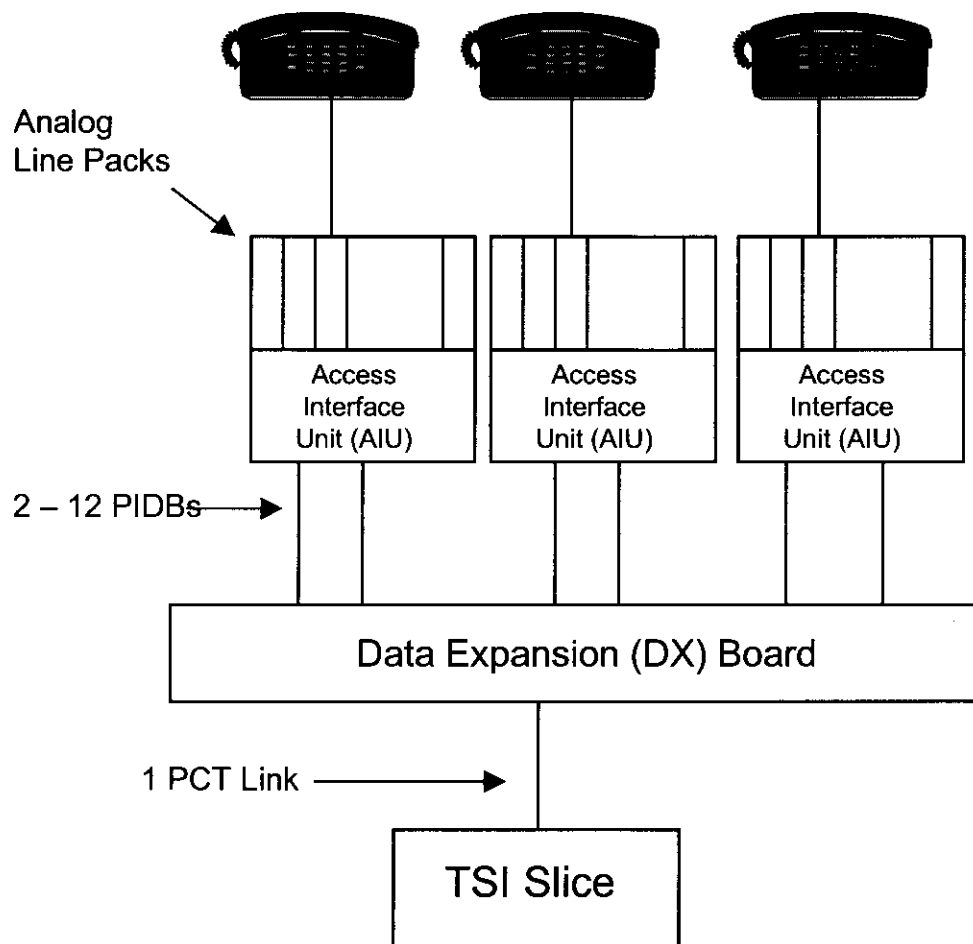 Analog
Line Packs
Access
Interface
Unit (AIU)
Access
Interface
Unit (AIU)
Access
Interface
Unit (AIU)
2 – 12 PIDBs
Data Expansion (DX) Board
1 PCT Link
TSI Slice